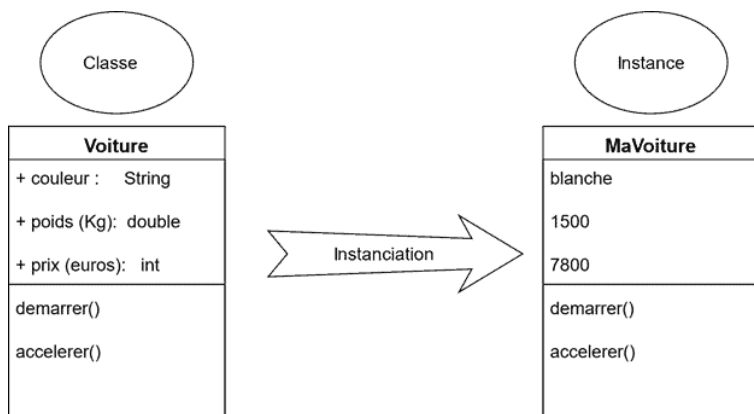 Classe
Voiture
+ couleur : String
+ poids (Kg): double
+ prix (euros): int
demarrer()
accelerer()
Instanciation
Instance
MaVoiture
blanche
1500
7800
demarrer()
accelerer()